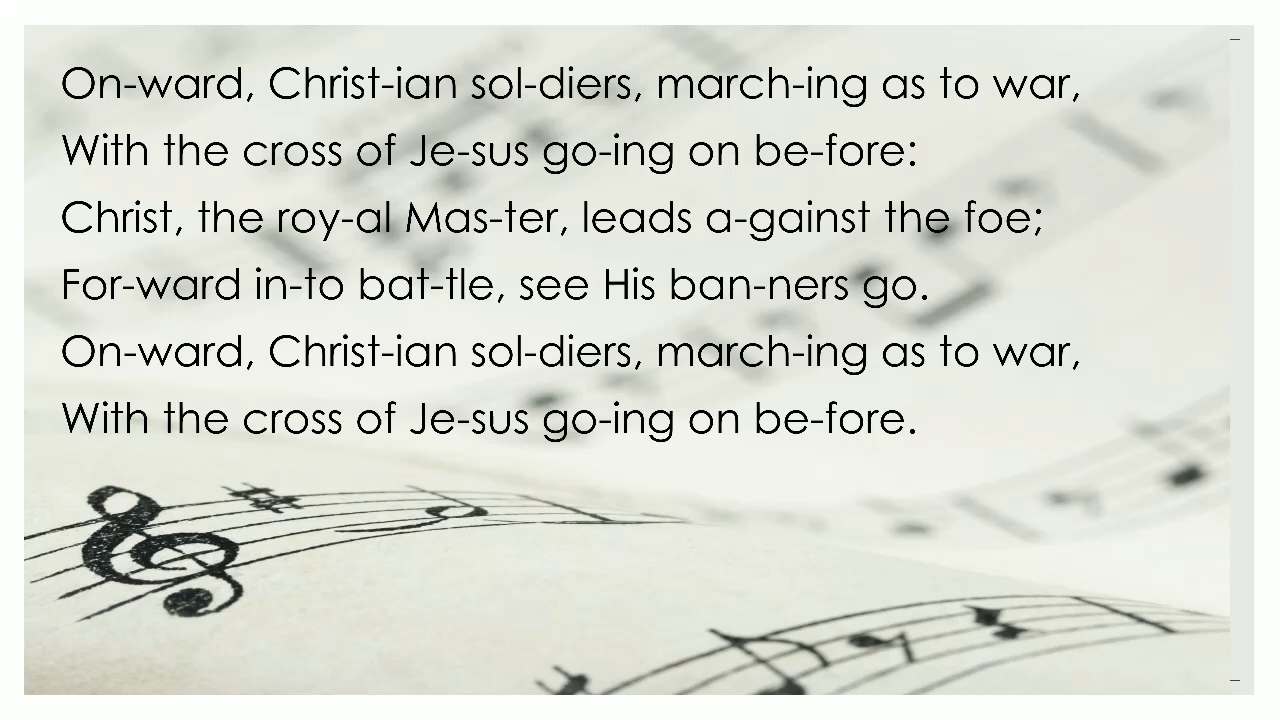 On-ward, Christ-ian sol-diers, march-ing as to war,
With the cross of Je-sus go-ing on be-fore:
Christ, the roy-al Mas-ter, leads a-gainst the foe;
For-ward in-to bat-tle, see His ban-ners go.
On-ward, Christ-ian sol-diers, march-ing as to war,
With the cross of Je-sus go-ing on be-fore.